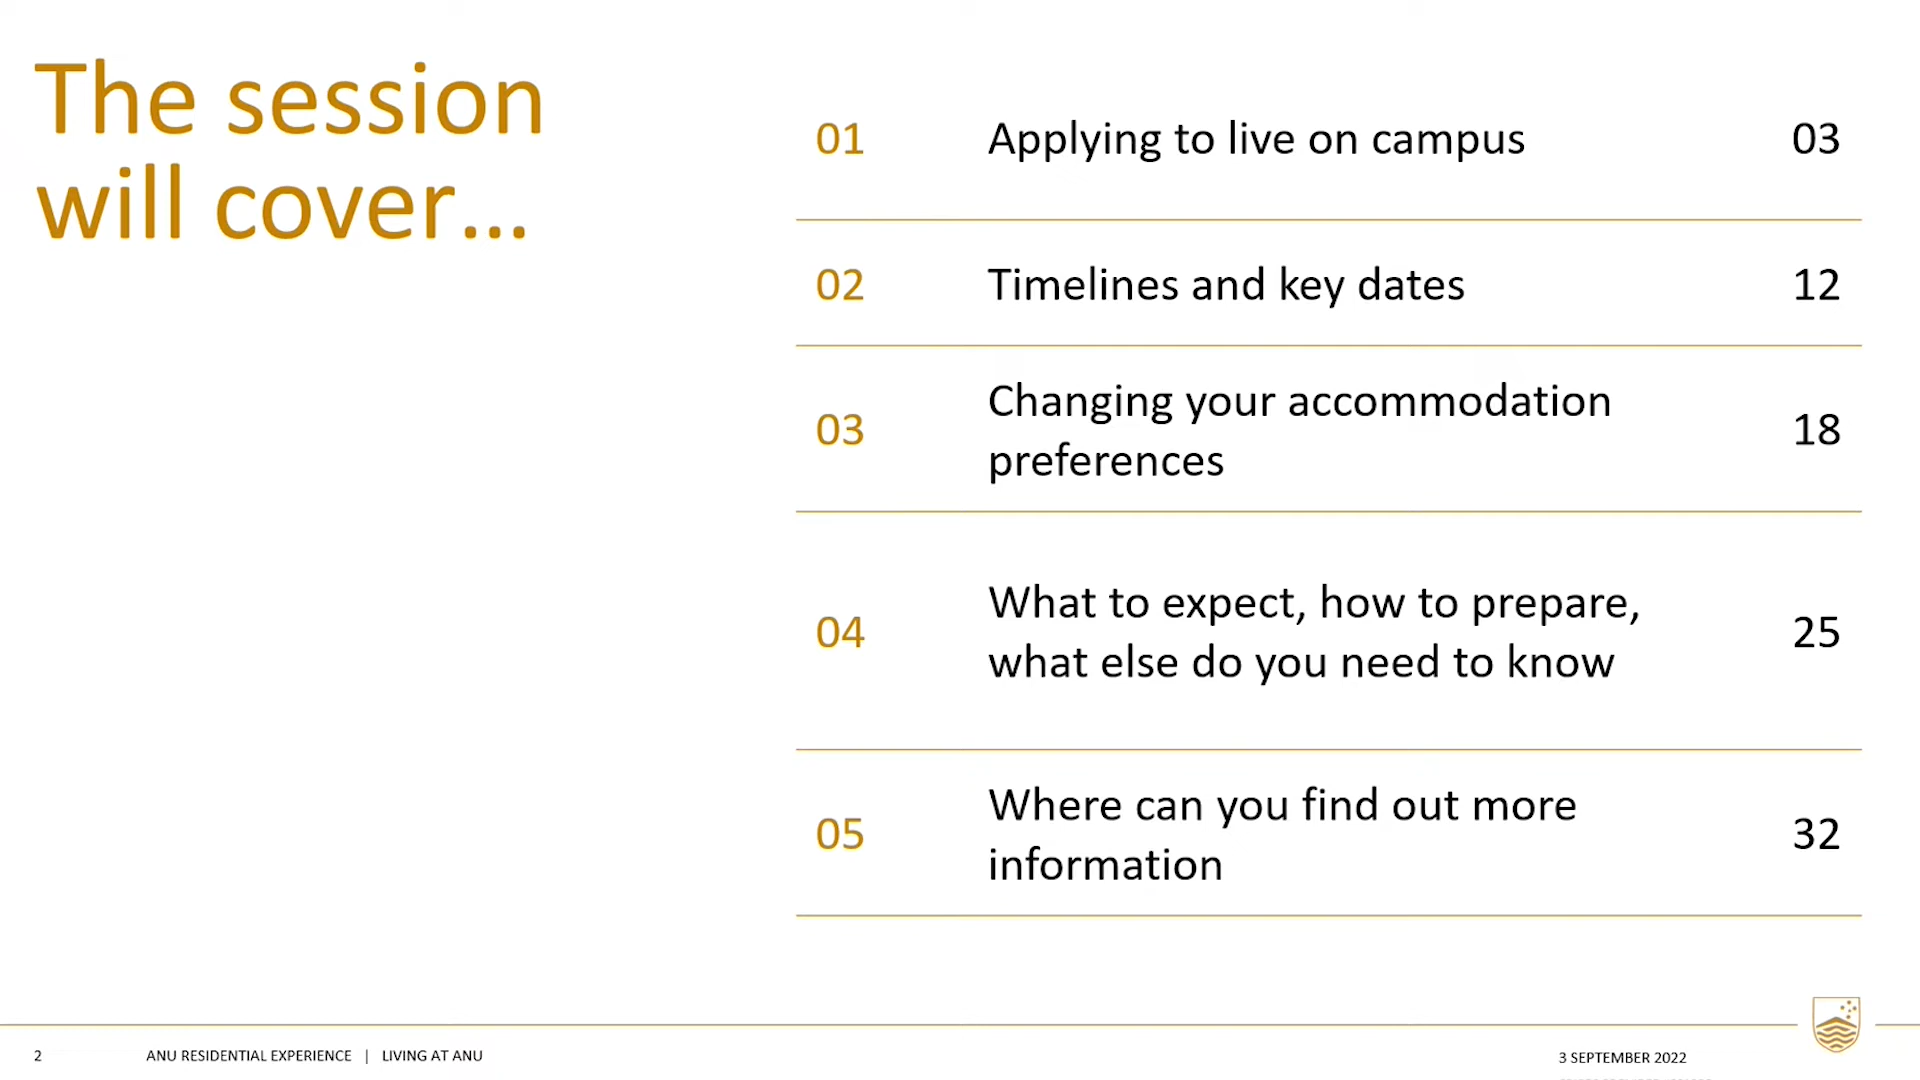 The session
will cover...
01 Applying to live on campus 03
02 Timelines and key dates 12
03 Changing your accommodation
preferences 18
04 What to expect, how to prepare,
what else do you need to know 25
05 Where can you find out more
information 32
2 ANU RESIDENTIAL EXPERIENCE | LIVING AT ANU
3 SEPTEMBER 2022